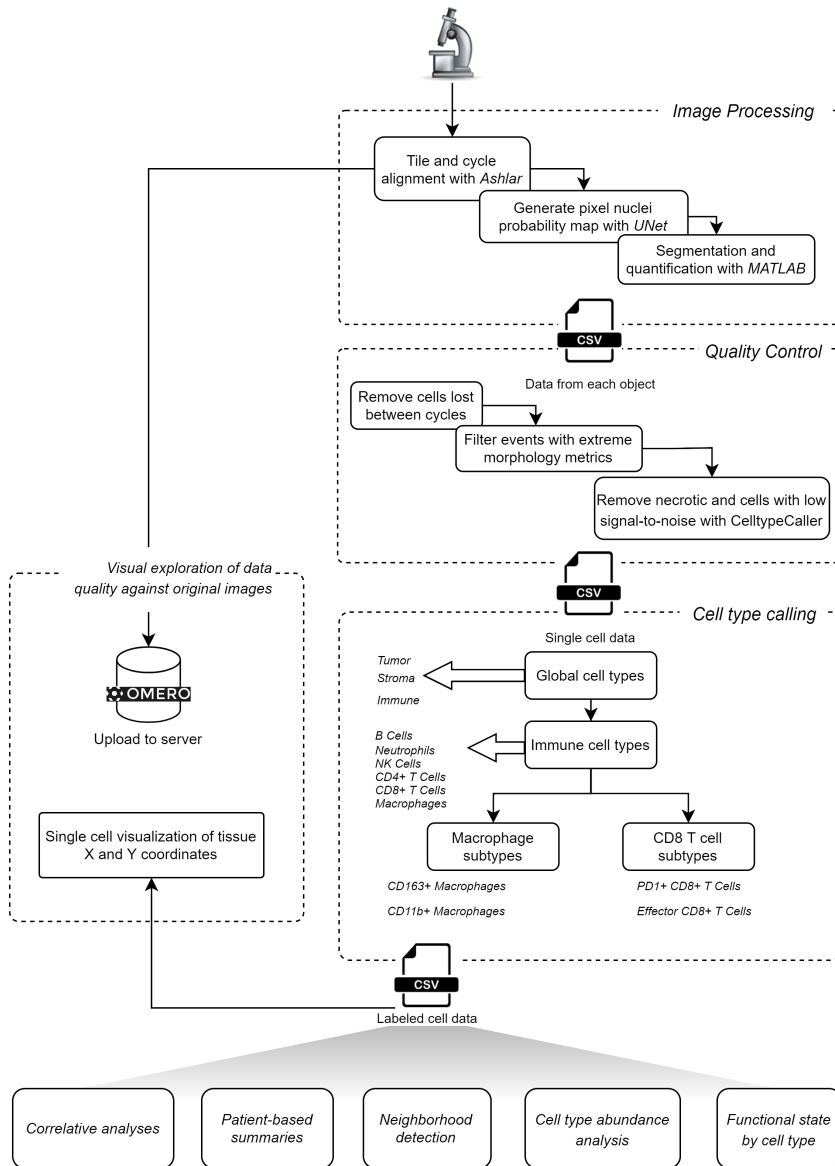 Image Processing
Tile and cycle
alignment with Ashlar
Generate pixel nuclei
probability map with UNet
Segmentation and
quantification with MATLAB
CSV
Quality Control
Data from each object
Remove cells lost
between cycles
Filter events with extreme
morphology metrics
Remove necrotic and cells with low
signal-to-noise with CelltypeCaller
CSV
Visual exploration of data
quality against original images
OMERO
Upload to server
Single cell visualization of tissue
X and Y coordinates
Cell type calling
Single cell data
Global cell types
Tumor
Stroma
Immune
Immune cell types
B Cells
Neutrophils
NK Cells
CD4+ T Cells
CD8+ T Cells
Macrophages
Macrophage
subtypes
CD8 T cell
subtypes
CD163+ Macrophages
CD11b+ Macrophages
PD1+ CD8+ T Cells
Effector CD8+ T Cells
CSV
Labeled cell data
Correlative analyses
Patient-based
summaries
Neighborhood
detection
Cell type abundance
analysis
Functional state
by cell type